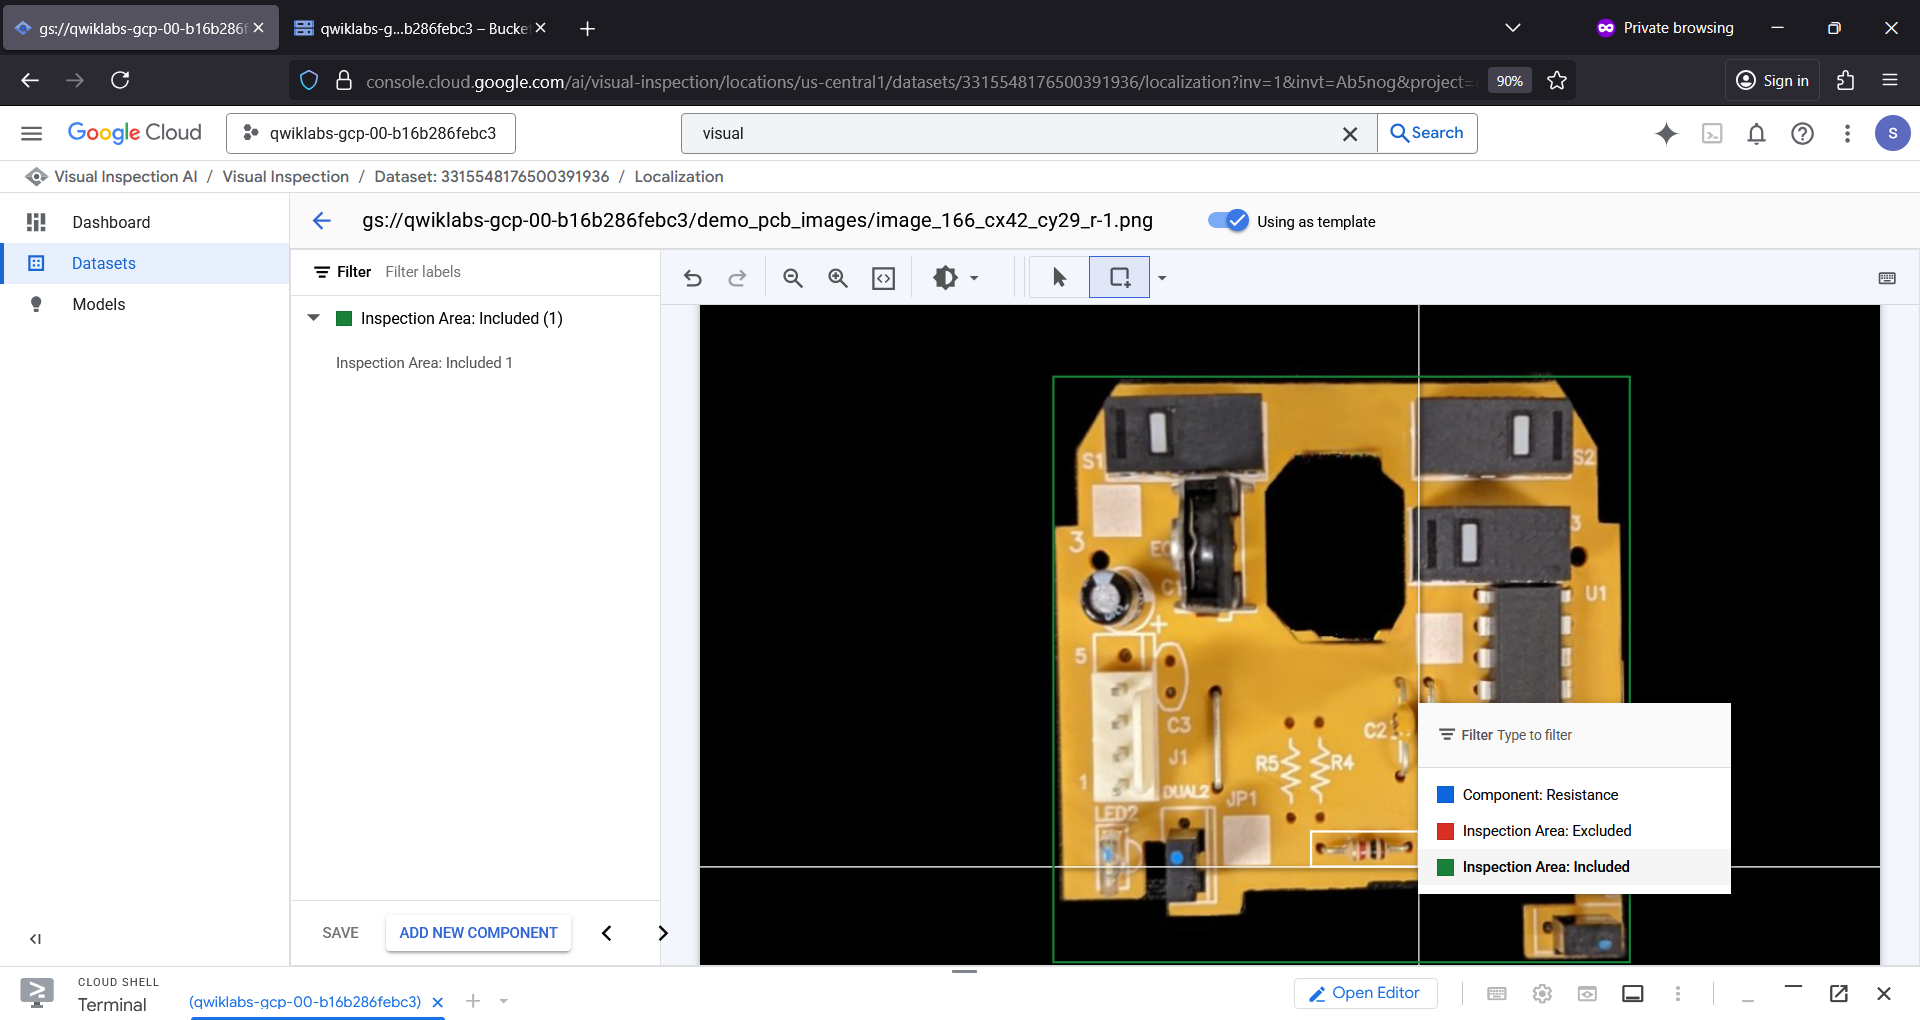 gs://qwiklabs-gcp-00-b16b286f
qwiklabs-g...b286febc3 – Bucke
Private browsing
console.cloud.google.com/ai/visual-inspection/locations/us-central1/datasets/3315548176500391936/localization?inv=1&invt=Ab5nog&project=
90%
Sign in
Google Cloud
qwiklabs-gcp-00-b16b286febc3
visual
Search
S
Visual Inspection AI / Visual Inspection / Dataset: 3315548176500391936 / Localization
Dashboard
Datasets
Models
gs://qwiklabs-gcp-00-b16b286febc3/demo_pcb_images/image_166_cx42_cy29_r-1.png
Using as template
Filter Filter labels
Inspection Area: Included (1)
Inspection Area: Included 1
S1
S2
3
3
EC
C1
U1
+
5
C3
C2
J1
R5
R4
1
DUAL2
JP1
LED2
Filter Type to filter
Component: Resistance
Inspection Area: Excluded
Inspection Area: Included
SAVE
ADD NEW COMPONENT
CLOUD SHELL
Terminal
(qwiklabs-gcp-00-b16b286febc3)
Open Editor